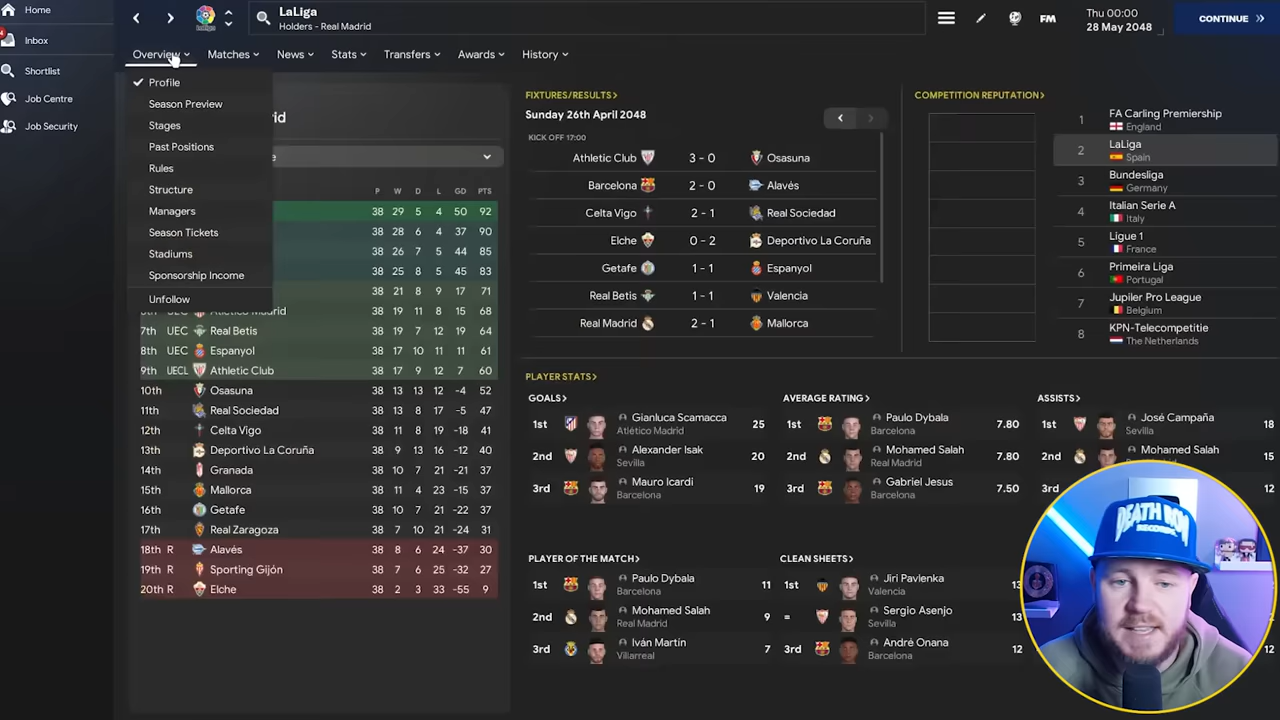 Home
4
Inbox
Shortlist
Job Centre
Job Security
LaLiga
LaLiga
Holders - Real Madrid
FM
Thu 00:00
28 May 2048
CONTINUE
Overview
Matches
News
Stats
Transfers
Awards
History
Profile
Season Preview
Stages
Past Positions
Rules
Structure
Managers
Season Tickets
Stadiums
Sponsorship Income
Unfollow
P W D L GD PTS
38 29 5 4 50 92
38 28 6 4 37 90
38 26 7 5 44 85
38 25 8 5 45 83
38 21 8 9 17 71
38 19 11 8 15 68
7th UEC Real Betis 38 19 7 12 19 64
8th UEC Espanyol 38 17 10 11 11 61
9th UECL Athletic Club 38 17 9 12 7 60
10th Osasuna 38 13 13 12 -4 52
11th Real Sociedad 38 13 8 17 -5 47
12th Celta Vigo 38 11 8 19 -18 41
13th Deportivo La Coruña 38 9 13 16 -12 40
14th Granada 38 10 7 21 -21 37
15th Mallorca 38 11 4 23 -15 37
16th Getafe 38 10 7 21 -22 37
17th Real Zaragoza 38 7 10 21 -24 31
18th R Alavés 38 8 6 24 -37 30
19th R Sporting Gijón 38 7 6 25 -32 27
20th R Elche 38 2 3 33 -55 9
FIXTURES/RESULTS>
Sunday 26th April 2048
KICK OFF 17:00
Athletic Club 3 - 0 Osasuna
Barcelona 2 - 0 Alavés
Celta Vigo 2 - 1 Real Sociedad
Elche 0 - 2 Deportivo La Coruña
Getafe 1 - 1 Espanyol
Real Betis 1 - 1 Valencia
Real Madrid 2 - 1 Mallorca
COMPETITION REPUTATION>
1 FA Carling Premiership
England
2 LaLiga
Spain
3 Bundesliga
Germany
4 Italian Serie A
Italy
5 Ligue 1
France
6 Primeira Liga
Portugal
7 Jupiler Pro League
Belgium
8 KPN-Telecompetitie
The Netherlands
PLAYER STATS>
GOALS>
1st Gianluca Scamacca 25
Atlético Madrid
2nd Alexander Isak 20
Sevilla
3rd Mauro Icardi 19
Barcelona
AVERAGE RATING>
1st Paulo Dybala 7.80
Barcelona
2nd Mohamed Salah 7.80
Real Madrid
3rd Gabriel Jesus 7.50
Barcelona
ASSISTS>
1st José Campaña 18
Sevilla
2nd Mohamed Salah 15
3rd 12
PLAYER OF THE MATCH>
1st Paulo Dybala 11
Barcelona
2nd Mohamed Salah 9
Real Madrid
3rd Iván Martín 7
Villarreal
CLEAN SHEETS>
1st Jiri Pavlenka 13
Valencia
= Sergio Asenjo 13
Sevilla
3rd André Onana 12
Barcelona
DEATH ROW
RECORDS